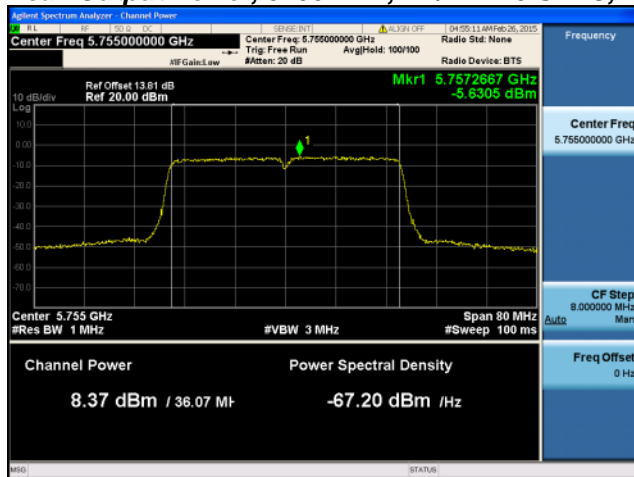 Agilent Spectrum Analyzer - Channel Power
RL RF 50 Ω DC SENSE:INT ALIGN OFF 04:55:11 AM Feb 26, 2015
Center Freq 5.755000000 GHz
Center Freq: 5.755000000 GHz
Radio Std: None
Trig: Free Run Avg|Hold: 100/100
#IFGain:Low #Atten: 20 dB Radio Device: BTS
Frequency
Ref Offset 13.81 dB
Ref 20.00 dBm
10 dB/div
Log
Mkr1 5.7572667 GHz
-5.6305 dBm
10.0
0.00
-10.0
-20.0
-30.0
-40.0
-50.0
-60.0
-70.0
1
Center Freq
5.755000000 GHz
Center 5.755 GHz Span 80 MHz
#Res BW 1 MHz #VBW 3 MHz #Sweep 100 ms
CF Step
8.000000 MHz
Auto Man
Channel Power Power Spectral Density
8.37 dBm / 36.07 MH -67.20 dBm /Hz
Freq Offset
0 Hz
MSG STATUS